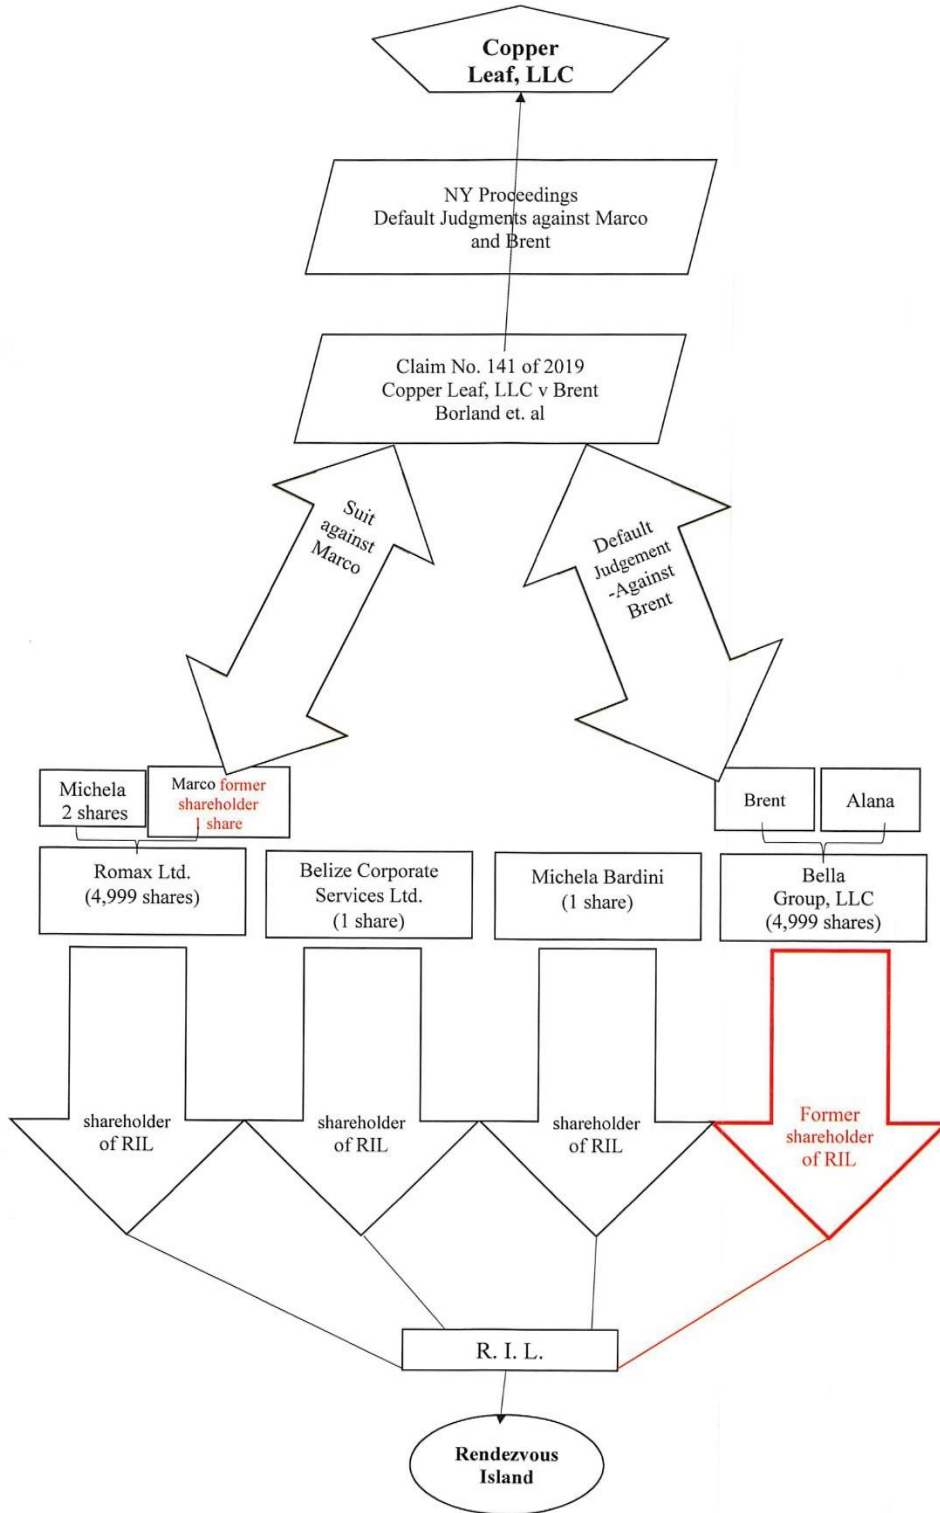 Copper
Leaf, LLC
NY Proceedings
Default Judgments against Marco
and Brent
Claim No. 141 of 2019
Copper Leaf, LLC v Brent
Borland et. al
Suit
against
Marco
Default
Judgement
-Against
Brent
Michela
2 shares
Marco former
shareholder
1 share
Brent
Alana
Romax Ltd.
(4,999 shares)
Belize Corporate
Services Ltd.
(1 share)
Michela Bardini
(1 share)
Bella
Group, LLC
(4,999 shares)
shareholder
of RIL
shareholder
of RIL
shareholder
of RIL
Former
shareholder
of RIL
R. I. L.
Rendezvous
Island